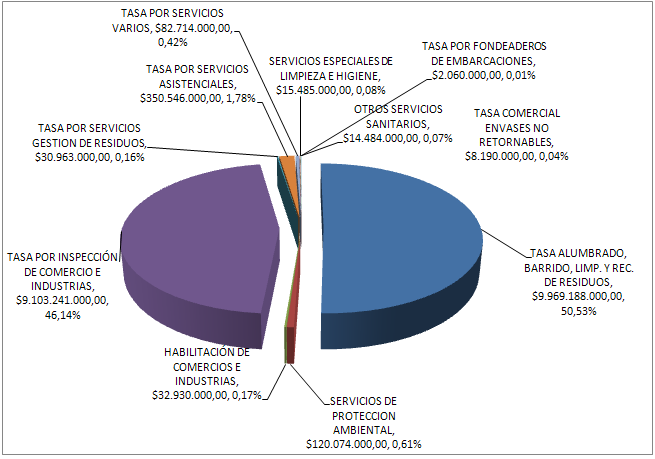 TASA POR SERVICIOS
VARIOS, $82.714.000,00,
0,42%
TASA POR FONDEADEROS
DE EMBARCACIONES,
$2.060.000,00, 0,01%
SERVICIOS ESPECIALES DE
LIMPIEZA E HIGIENE,
$15.485.000,00, 0,08%
TASA POR SERVICIOS
ASISTENCIALES,
$350.546.000,00, 1,78%
OTROS SERVICIOS
SANITARIOS,
$14.484.000,00, 0,07%
TASA COMERCIAL
ENVASES NO
RETORNABLES,
$8.190.000,00, 0,04%
TASA POR SERVICIOS
GESTION DE RESIDUOS,
$30.963.000,00, 0,16%
TASA POR INSPECCIÓN
DE COMERCIO E
INDUSTRIAS,
$9.103.241.000,00,
46,14%
TASA ALUMBRADO,
BARRIDO, LIMP. Y REC.
DE RESIDUOS,
$9.969.188.000,00,
50,53%
HABILITACIÓN DE
COMERCIOS E
INDUSTRIAS,
$32.930.000,00, 0,17%
SERVICIOS DE
PROTECCION
AMBIENTAL,
$120.074.000,00, 0,61%